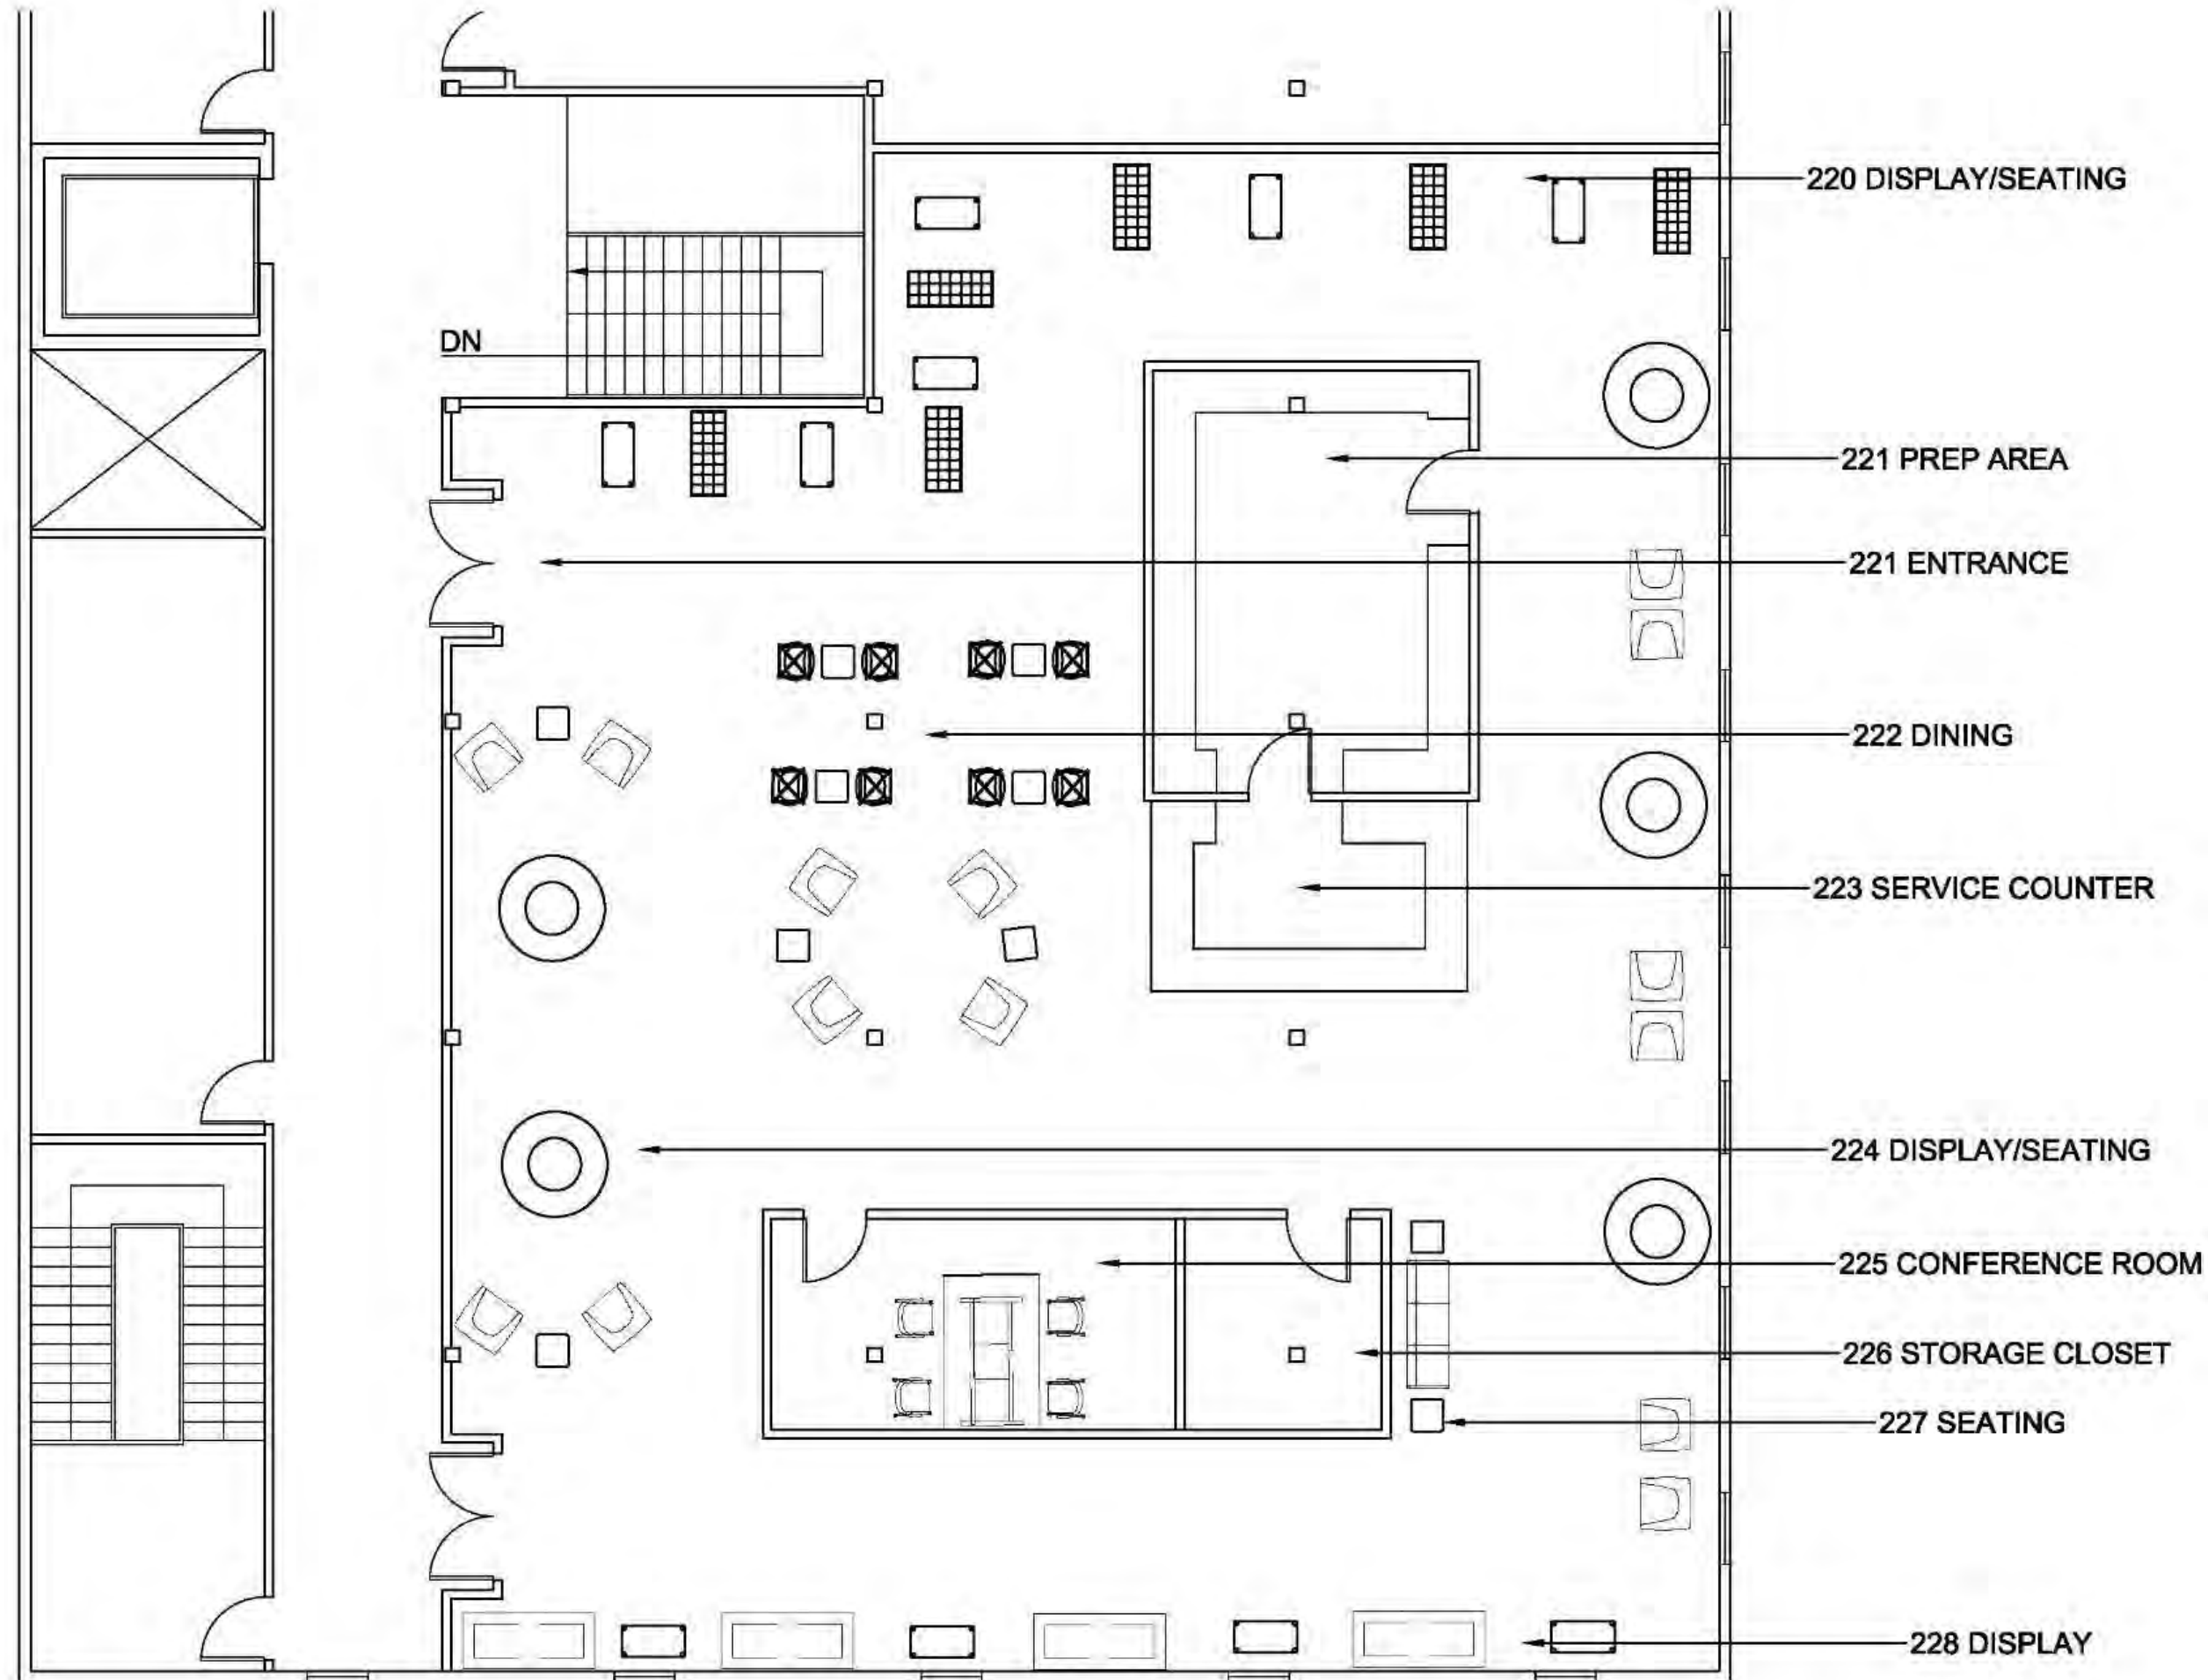 220 DISPLAY/SEATING
DN
221 PREP AREA
221 ENTRANCE
222 DINING
223 SERVICE COUNTER
224 DISPLAY/SEATING
225 CONFERENCE ROOM
226 STORAGE CLOSET
227 SEATING
228 DISPLAY